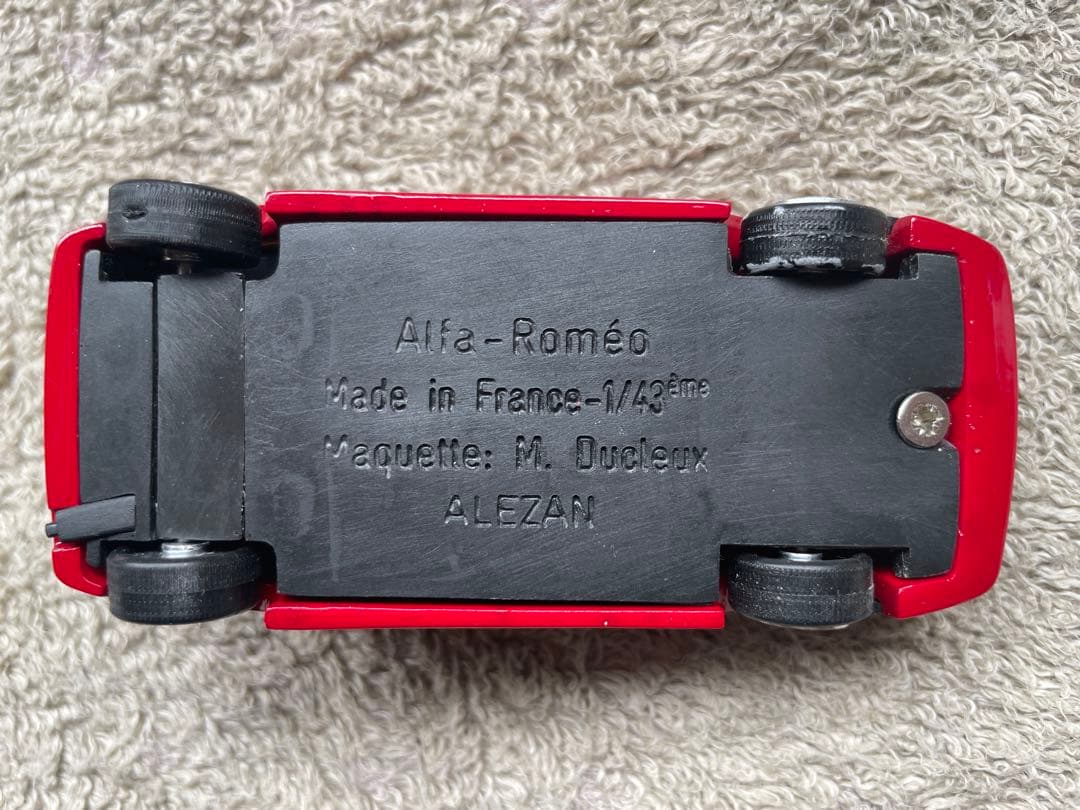 Alfa-Roméo
Made in France-1/43ème
Maquette: M. Ducleux
ALEZAN